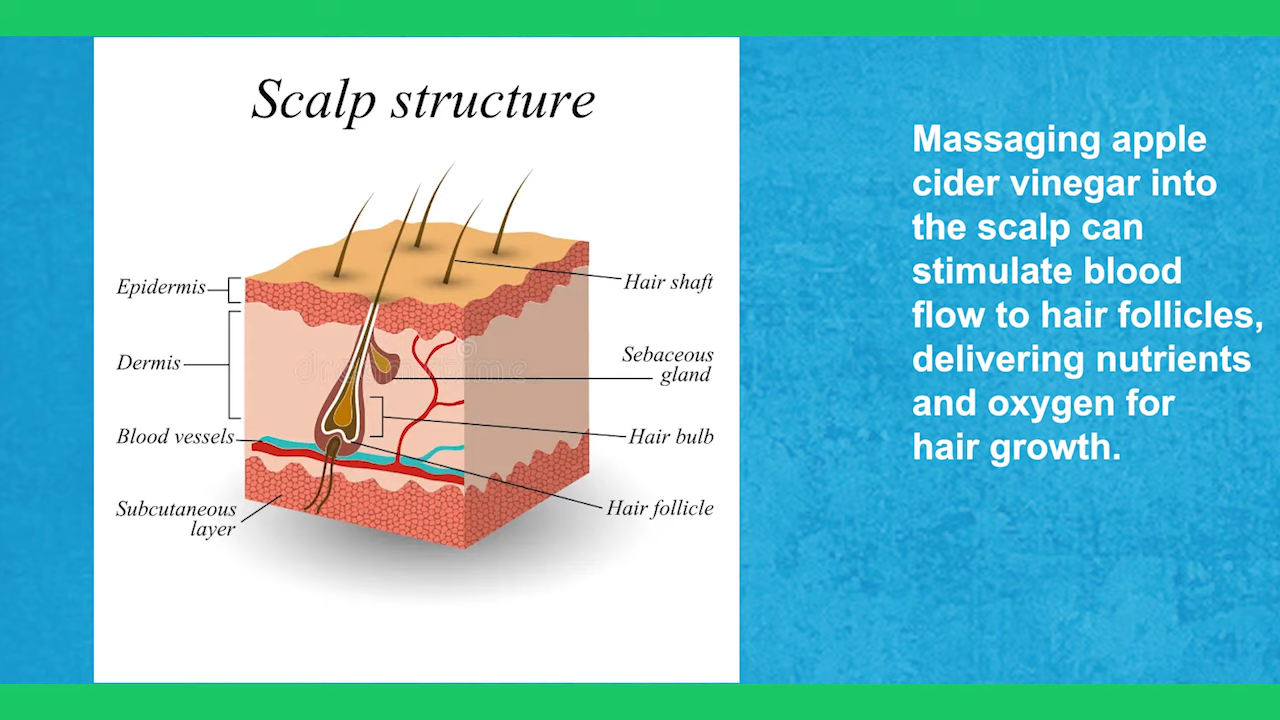 Scalp structure
Epidermis
Dermis
Blood vessels
Subcutaneous
layer
Hair shaft
Sebaceous
gland
Hair bulb
Hair follicle
Massaging apple
cider vinegar into
the scalp can
stimulate blood
flow to hair follicles,
delivering nutrients
and oxygen for
hair growth.